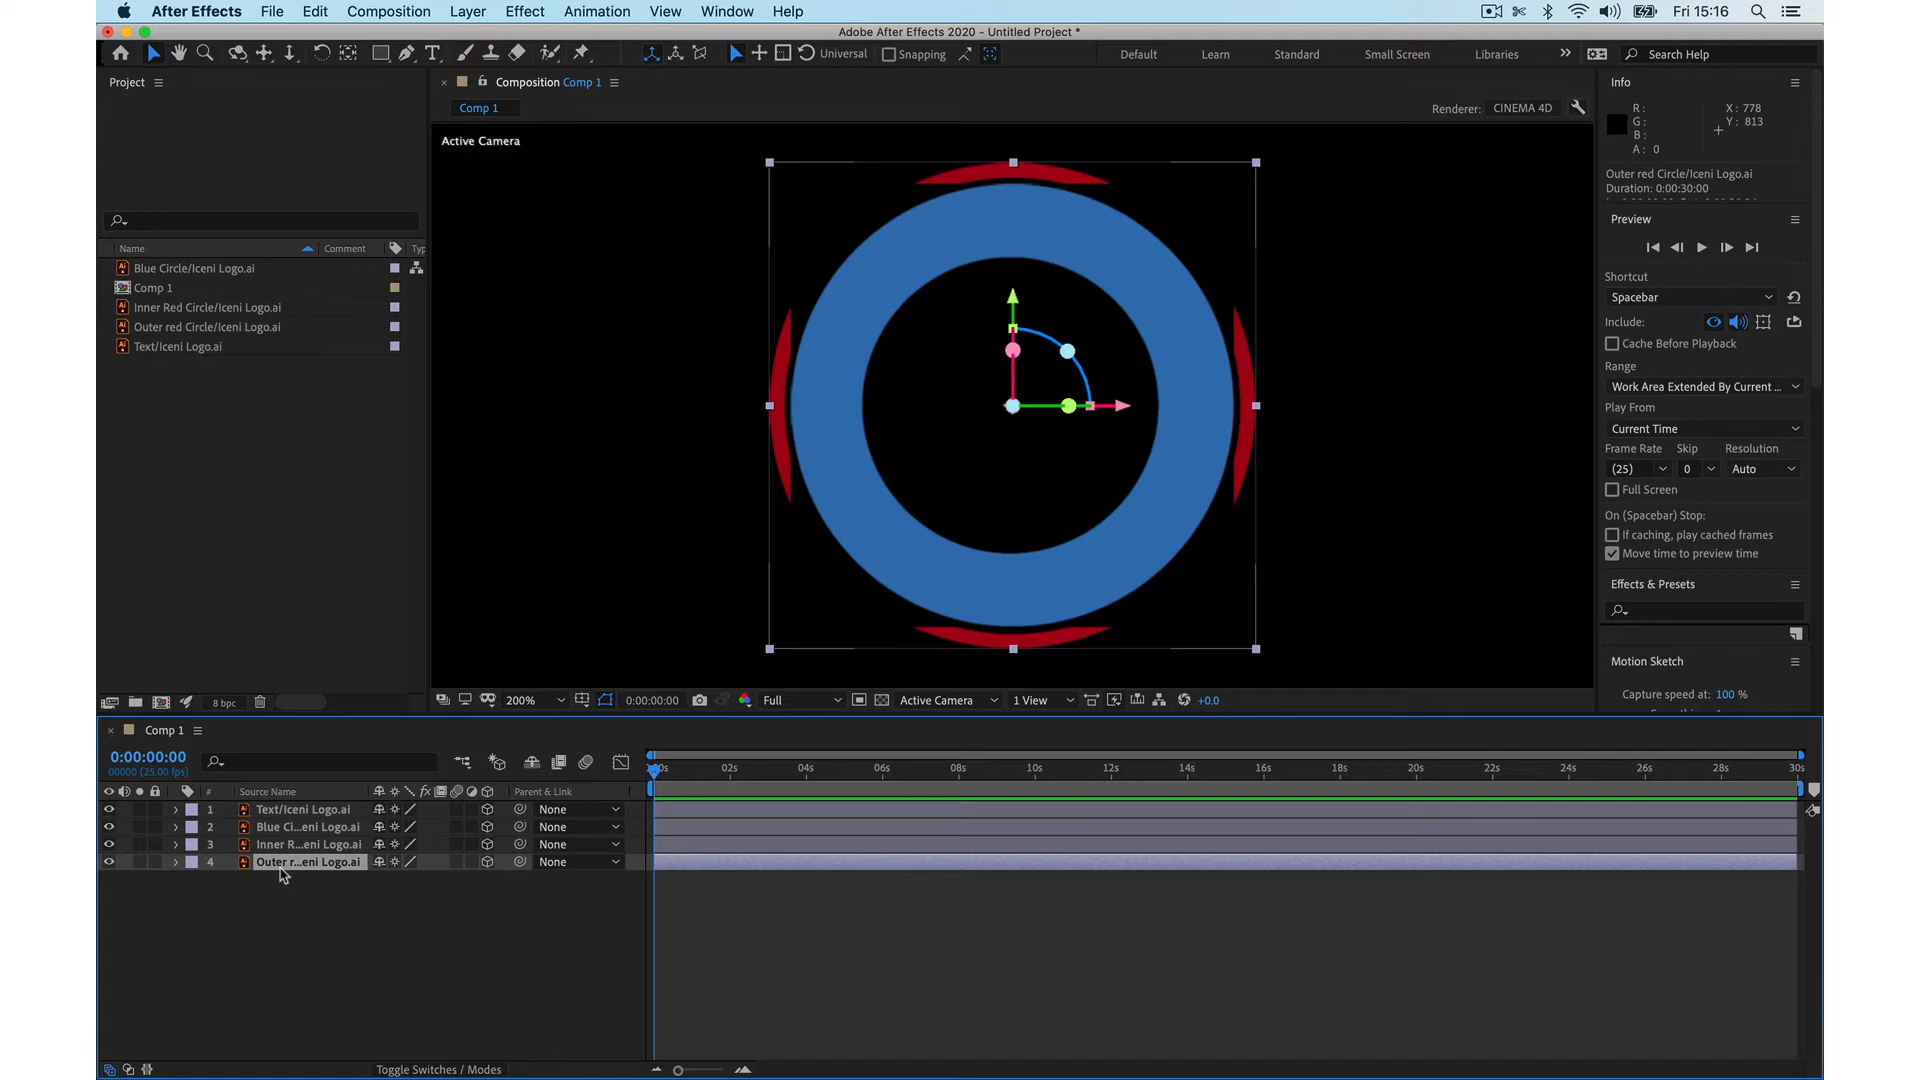 After Effects File Edit Composition Layer Effect Animation View Window Help Fri 15:16
Adobe After Effects 2020 - Untitled Project *
Universal Snapping Default Learn Standard Small Screen Libraries Search Help
Project
Composition Comp 1
Comp 1
Renderer: CINEMA 4D
Active Camera
Name Comment Typ
Blue Circle/Iceni Logo.ai
Comp 1
Inner Red Circle/Iceni Logo.ai
Outer red Circle/Iceni Logo.ai
Text/Iceni Logo.ai
8 bpc
200% 0:00:00:00 Full Active Camera 1 View +0.0
Info
R: X: 778
G: Y: 813
B:
A: 0
Outer red Circle/Iceni Logo.ai
Duration: 0:00:30:00
Preview
Shortcut
Spacebar
Include:
Cache Before Playback
Range
Work Area Extended By Current ...
Play From
Current Time
Frame Rate Skip Resolution
(25) 0 Auto
Full Screen
On (Spacebar) Stop:
If caching, play cached frames
Move time to preview time
Effects & Presets
Motion Sketch
Capture speed at: 100 %
Comp 1
0:00:00:00
00000 (25.00 fps)
02s 04s 06s 08s 10s 12s 14s 16s 18s 20s 22s 24s 26s 28s 30s
# Source Name fx Parent & Link
1 Text/Iceni Logo.ai None
2 Blue Ci...eni Logo.ai None
3 Inner R...eni Logo.ai None
4 Outer r...eni Logo.ai None
Toggle Switches / Modes